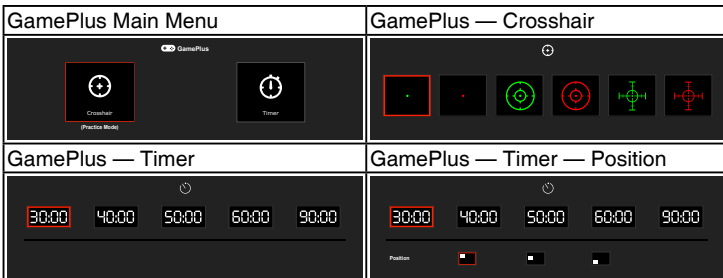 GamePlus Main Menu
GamePlus — Crosshair
GamePlus
Crosshair
Timer
(Practice Mode)
GamePlus — Timer
GamePlus — Timer — Position
30:00 40:00 50:00 60:00 90:00
30:00 40:00 50:00 60:00 90:00
Position